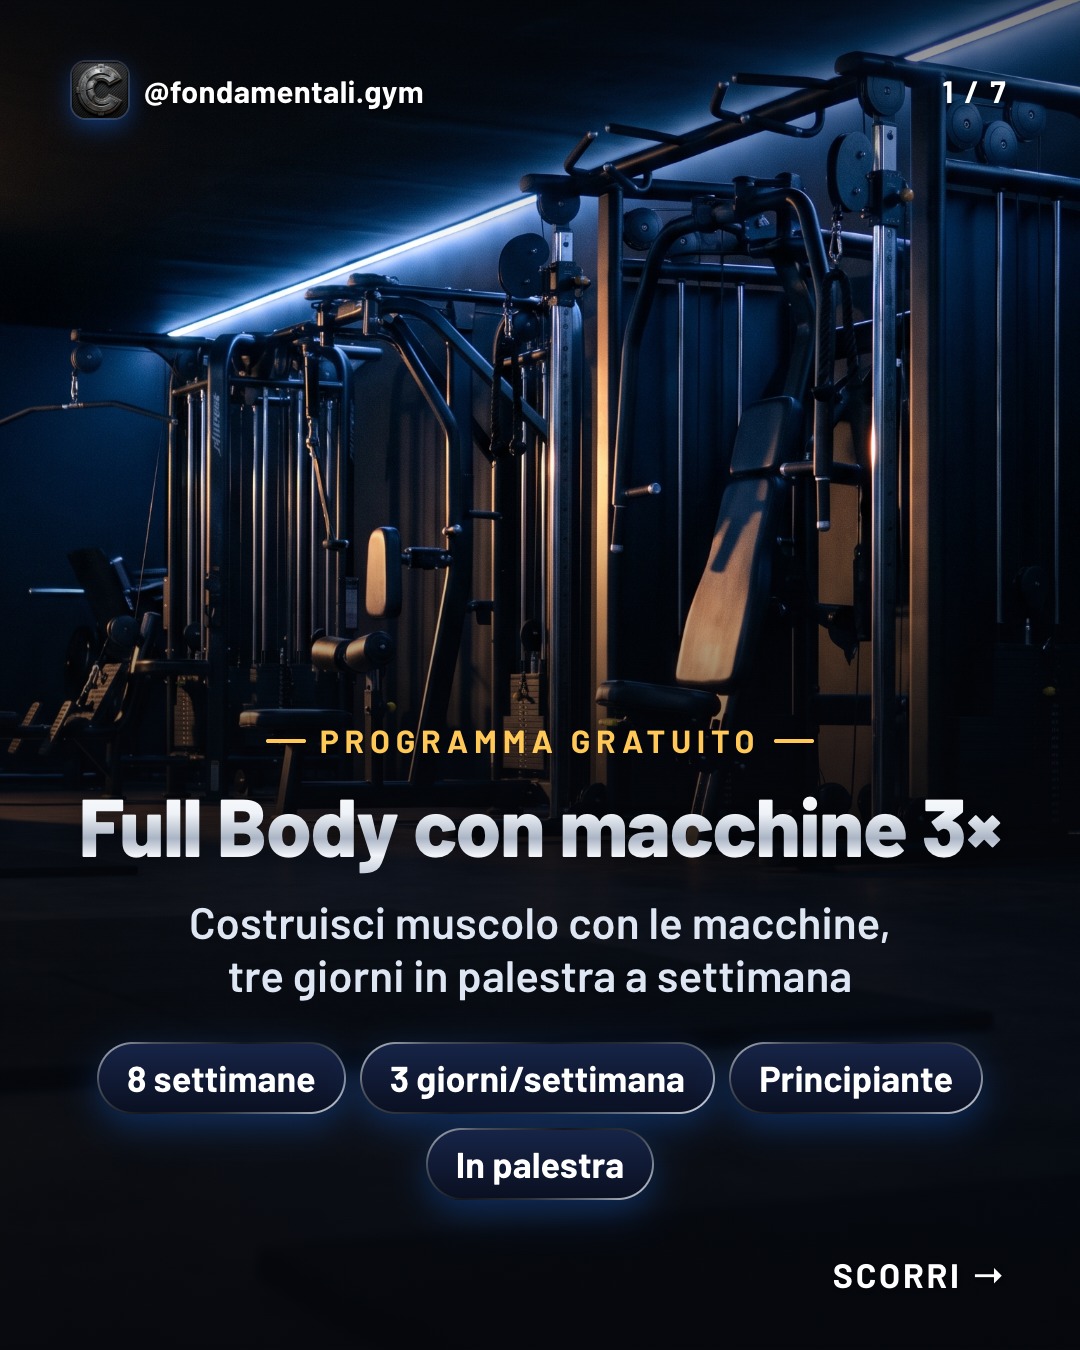 @fondamentali.gym
1 / 7
PROGRAMMA GRATUITO
Full Body con macchine 3×
Costruisci muscolo con le macchine,
tre giorni in palestra a settimana
8 settimane
3 giorni/settimana
Principiante
In palestra
SCORRI →